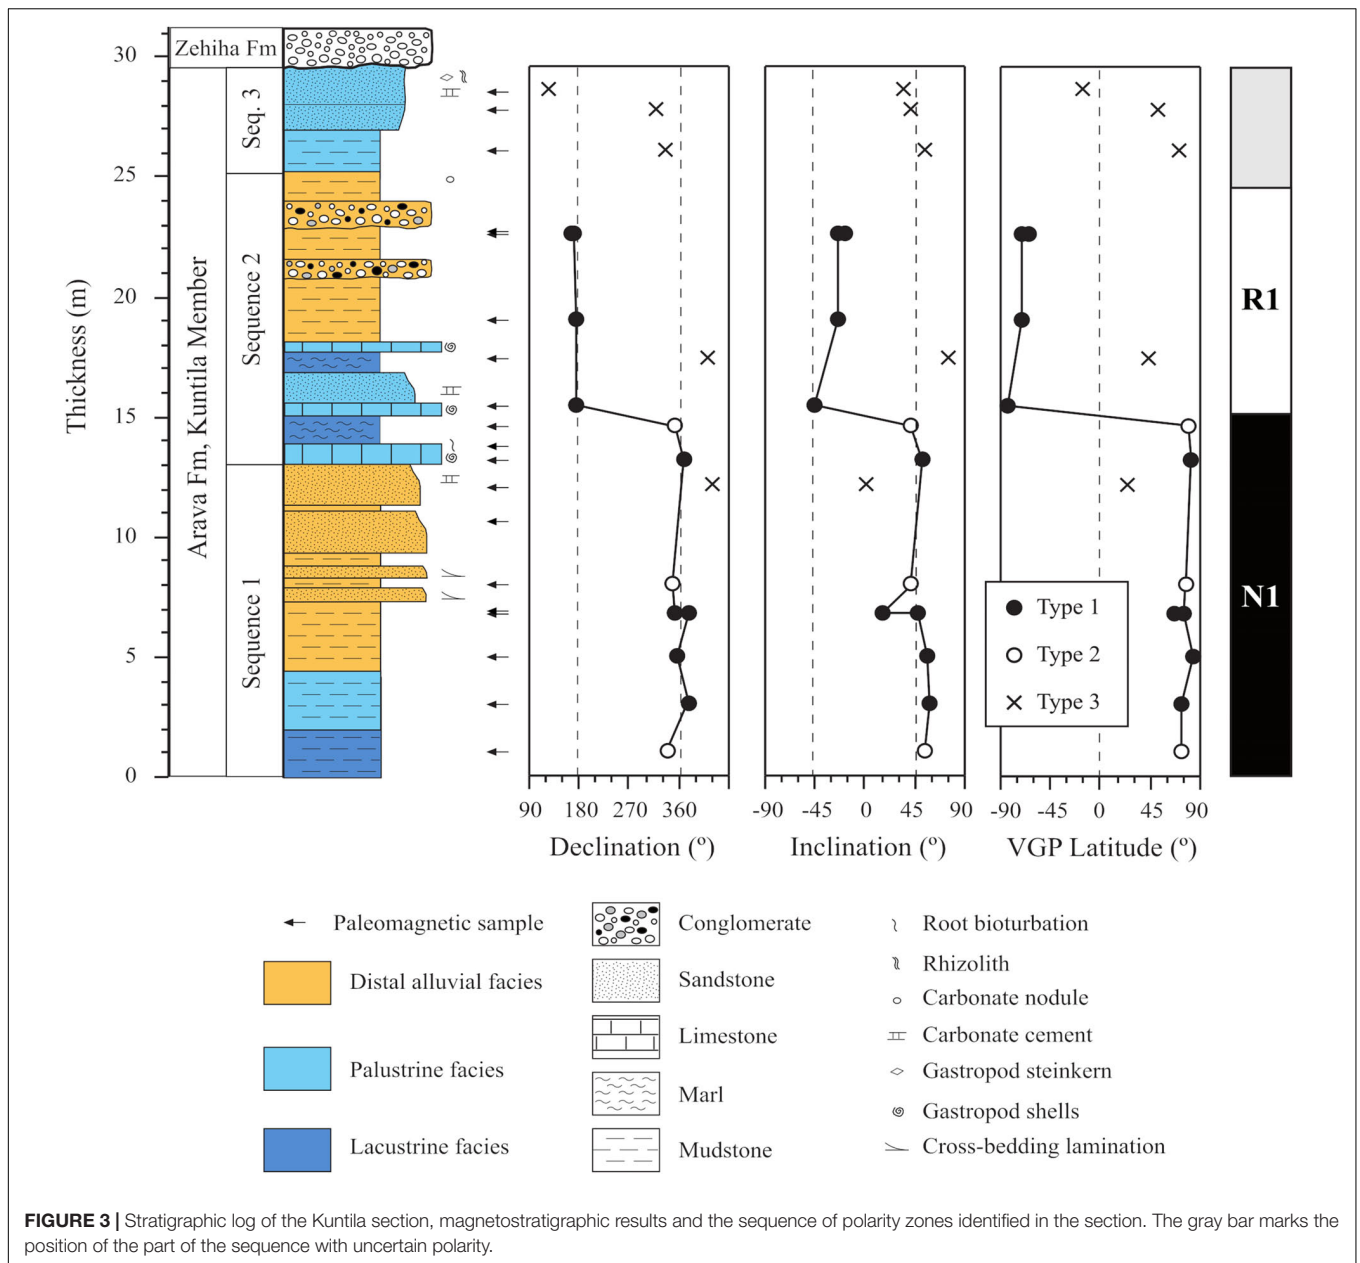 Zehiha Fm
Arava Fm, Kuntila Member
Seq. 3
Sequence 2
Sequence 1
Thickness (m)
30
25
20
15
10
5
0
90 180 270 360
Declination (º)
-90 -45 0 45 90
Inclination (º)
-90 -45 0 45 90
VGP Latitude (º)
Type 1
Type 2
Type 3
R1
N1
Paleomagnetic sample
Distal alluvial facies
Palustrine facies
Lacustrine facies
Conglomerate
Sandstone
Limestone
Marl
Mudstone
Root bioturbation
Rhizolith
Carbonate nodule
Carbonate cement
Gastropod steinkern
Gastropod shells
Cross-bedding lamination
FIGURE 3 | Stratigraphic log of the Kuntila section, magnetostratigraphic results and the sequence of polarity zones identified in the section. The gray bar marks the
position of the part of the sequence with uncertain polarity.